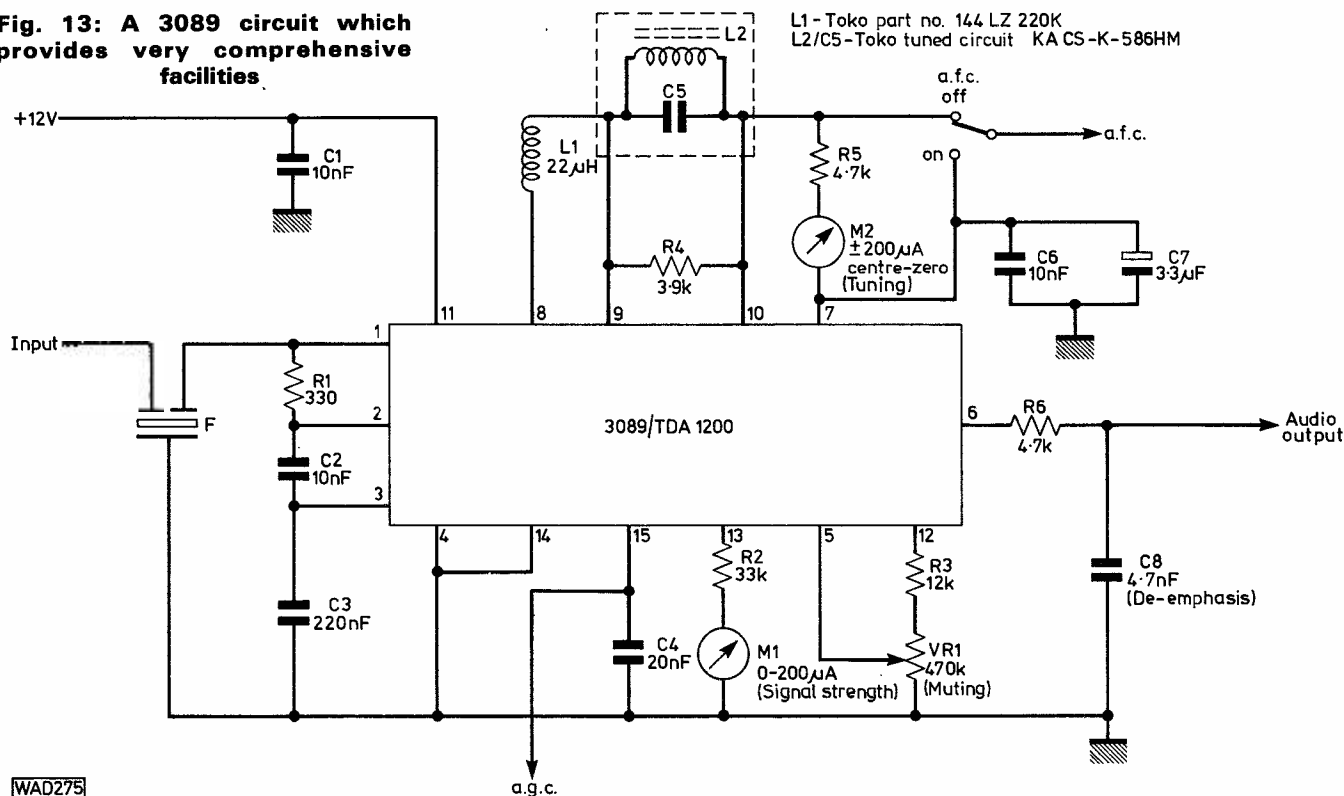 Fig. 13: A 3089 circuit which
provides very comprehensive
facilities
L1-Toko part no. 144 LZ 220K
L2/C5-Toko tuned circuit KA CS-K-586HM
+12V
C1
10nF
L1
22μH
L2
C5
R4
3·9k
R5
4·7k
M2
±200μA
centre-zero
(Tuning)
a.f.c.
off
on
a.f.c.
C6
10nF
C7
3·3μF
11
8
9
10
7
Input
F
1
R1
330
2
C2
10nF
3
C3
220nF
3089/TDA 1200
6
R6
4·7k
Audio
output
4
14
15
13
5
12
C4
20nF
R2
33k
M1
0-200μA
(Signal strength)
R3
12k
VR1
470k
(Muting)
C8
4·7nF
(De-emphasis)
a.g.c.
WAD275